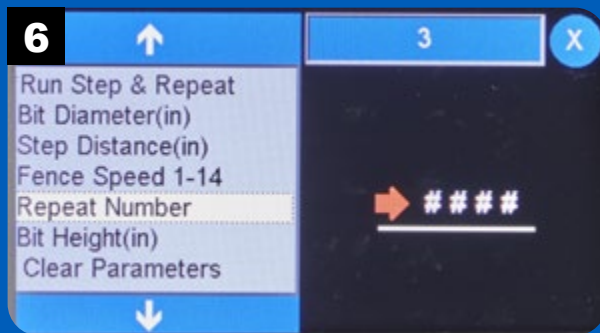 6
3
X
Run Step & Repeat
Bit Diameter(in)
Step Distance(in)
Fence Speed 1-14
Repeat Number
Bit Height(in)
Clear Parameters
####